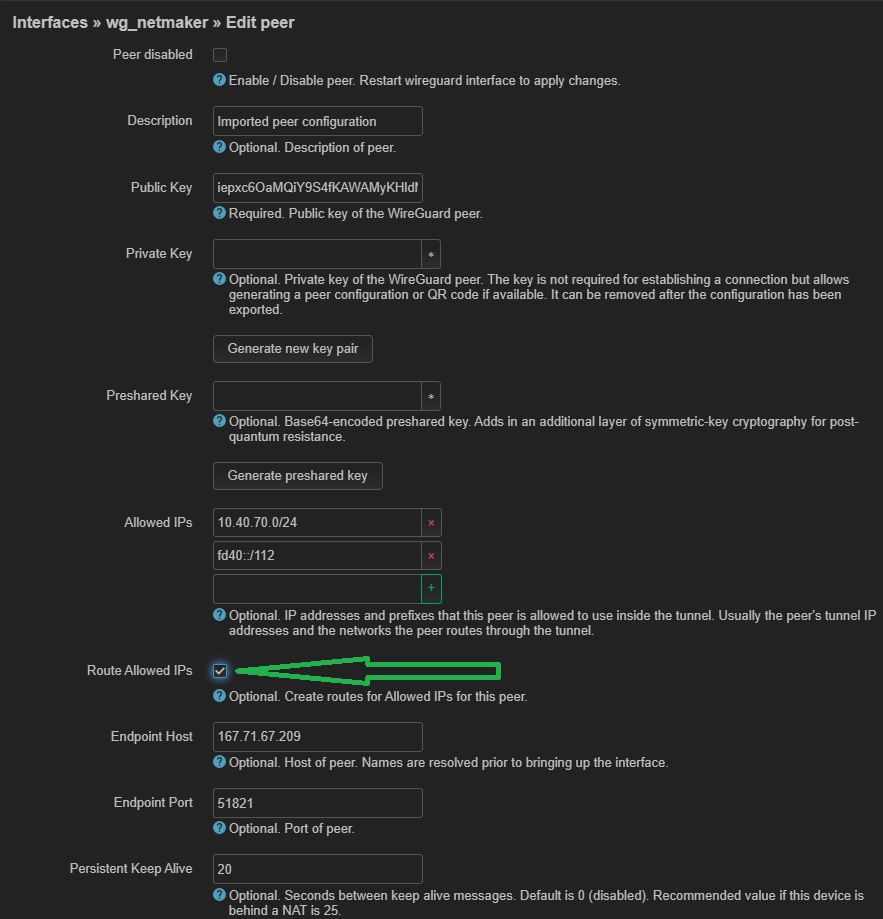 Interfaces » wg_netmaker » Edit peer
Peer disabled
Enable / Disable peer. Restart wireguard interface to apply changes.
Description
Imported peer configuration
Optional. Description of peer.
Public Key
Required. Public key of the WireGuard peer.
Private Key
*
Optional. Private key of the WireGuard peer. The key is not required for establishing a connection but allows
generating a peer configuration or QR code if available. It can be removed after the configuration has been
exported.
Generate new key pair
Preshared Key
*
Optional. Base64-encoded preshared key. Adds in an additional layer of symmetric-key cryptography for post-
quantum resistance.
Generate preshared key
Allowed IPs
10.40.70.0/24
×
fd40::/112
×
+
Optional. IP addresses and prefixes that this peer is allowed to use inside the tunnel. Usually the peer's tunnel IP
addresses and the networks the peer routes through the tunnel.
Route Allowed IPs
Optional. Create routes for Allowed IPs for this peer.
Endpoint Host
167.71.67.209
Optional. Host of peer. Names are resolved prior to bringing up the interface.
Endpoint Port
51821
Optional. Port of peer.
Persistent Keep Alive
20
Optional. Seconds between keep alive messages. Default is 0 (disabled). Recommended value if this device is
behind a NAT is 25.